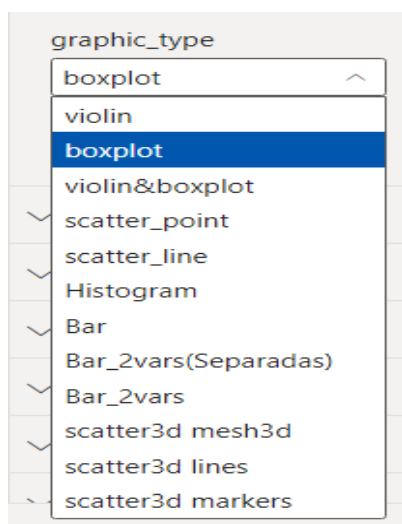 graphic_type
boxplot
violin
boxplot
violin&boxplot
scatter_point
scatter_line
Histogram
Bar
Bar_2vars(Separadas)
Bar_2vars
scatter3d mesh3d
scatter3d lines
scatter3d markers